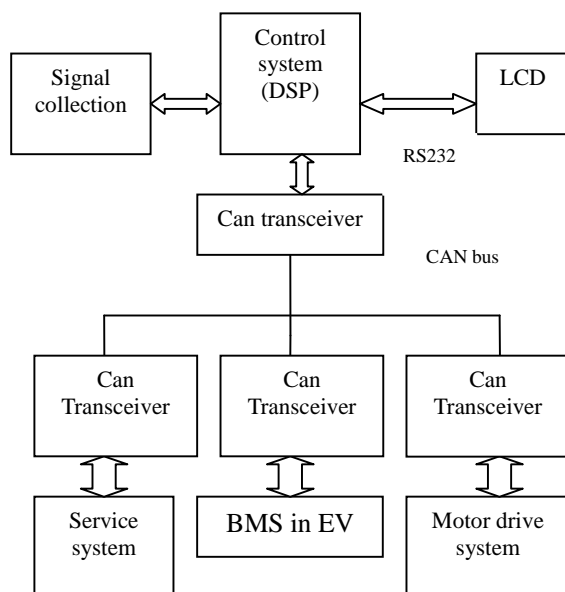 Signal
collection
Control
system
(DSP)
LCD
RS232
Can transceiver
CAN bus
Can
Transceiver
Can
Transceiver
Can
Transceiver
Service
system
BMS in EV
Motor drive
system